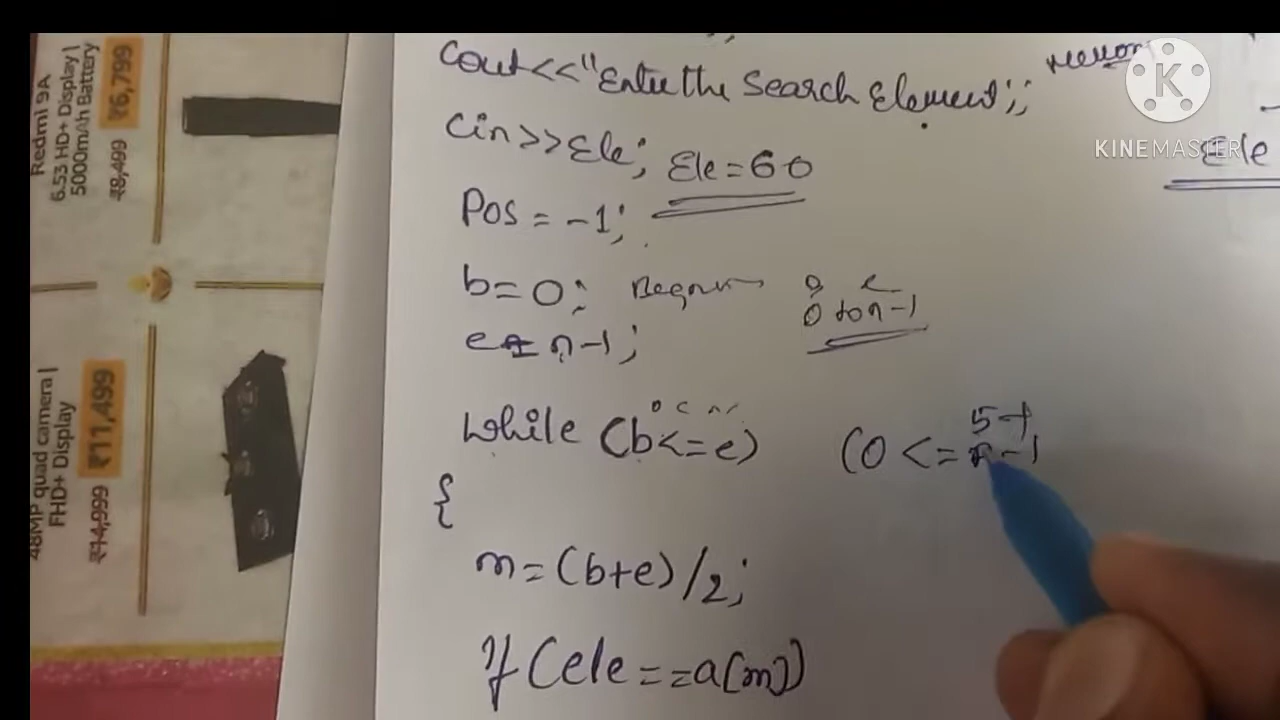 Cout<<"Enter the Search Element";
Cin>>Ele; Ele = 60
Pos = -1;
b = 0;
0 e
0 to n-1
e = n-1;
While (b<=e) (0 <= n-1
5-1
{
m = (b+e)/2;
If (ele == a[m])
Ele
K
KINEMASTER
Redmi 9A
6.53 HD+ Display |
5000mAh Battery
₹6,799
₹8,499
48MP quad camera |
FHD+ Display
₹11,499
₹14,999